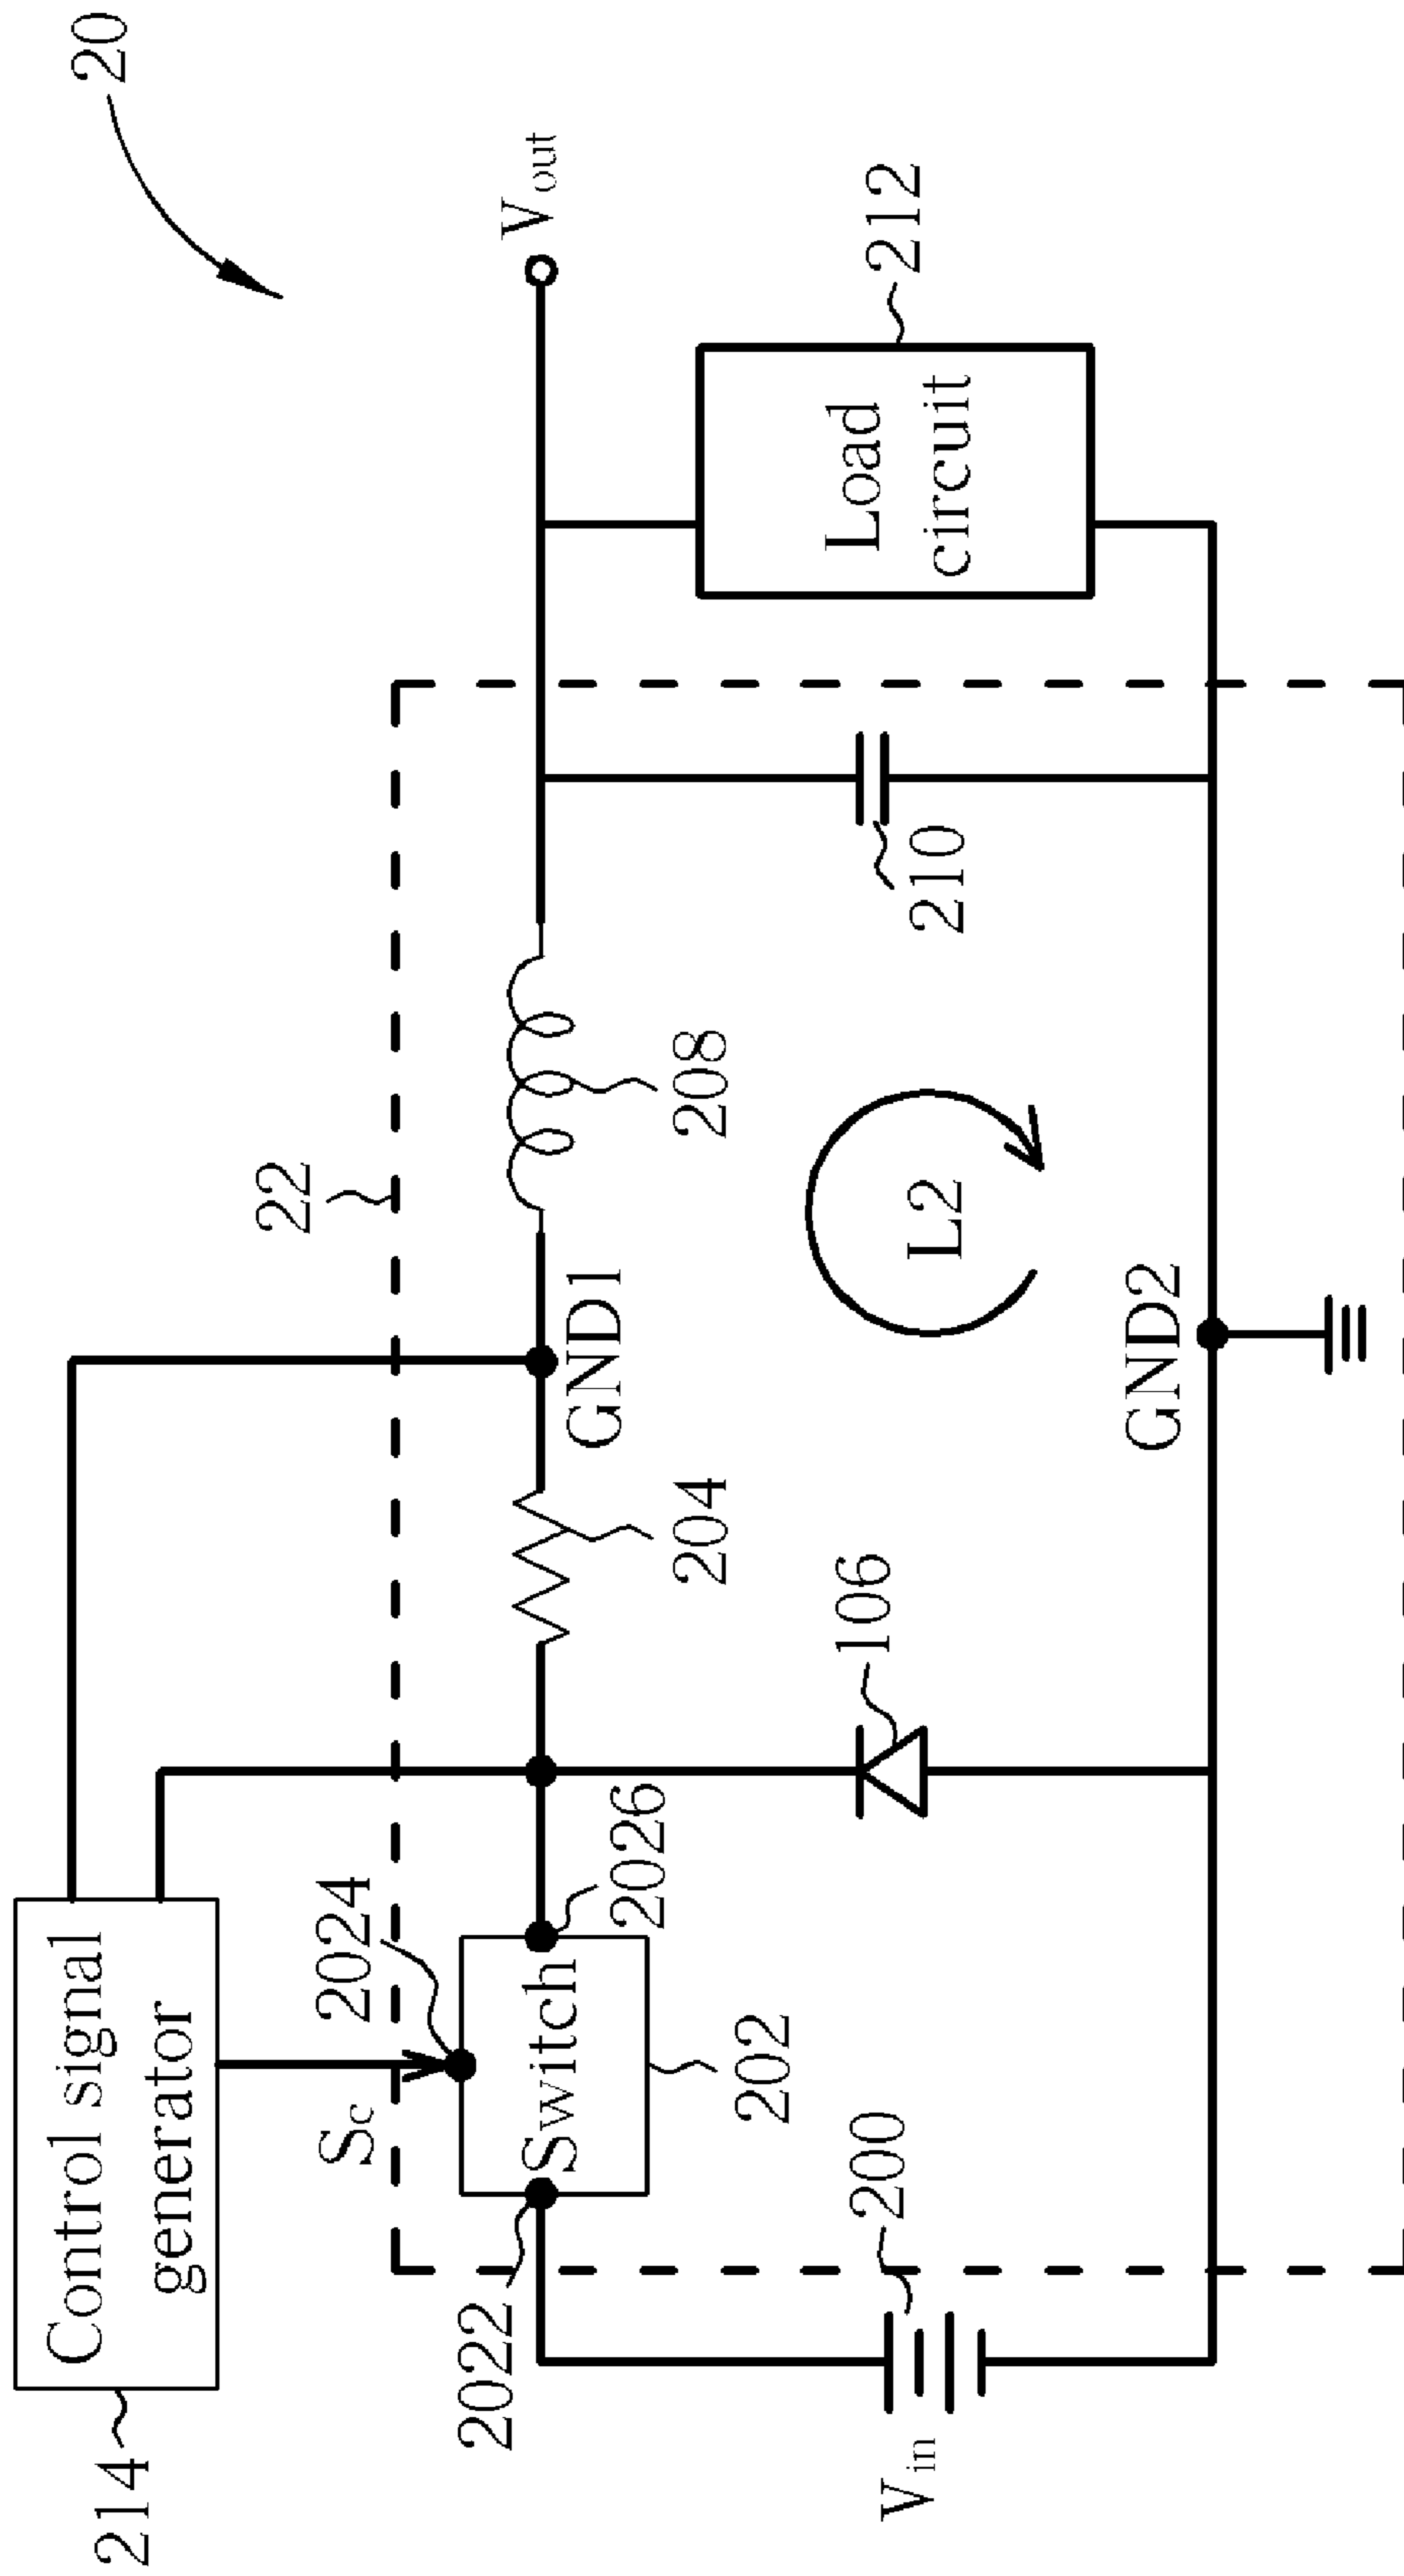 20
214
Control signal
generator
22
Sc
2024
2022
Switch
2026
202
204
GND1
208
Vout
Vin
200
106
L2
210
Load
circuit
212
GND2